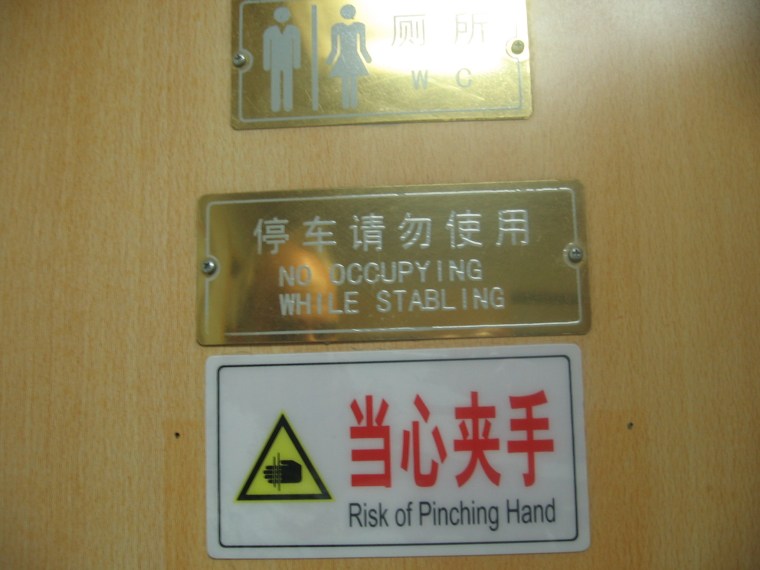 厕所
WC
停车请勿使用
NO OCCUPYING
WHILE STABLING
当心夹手
Risk of Pinching Hand